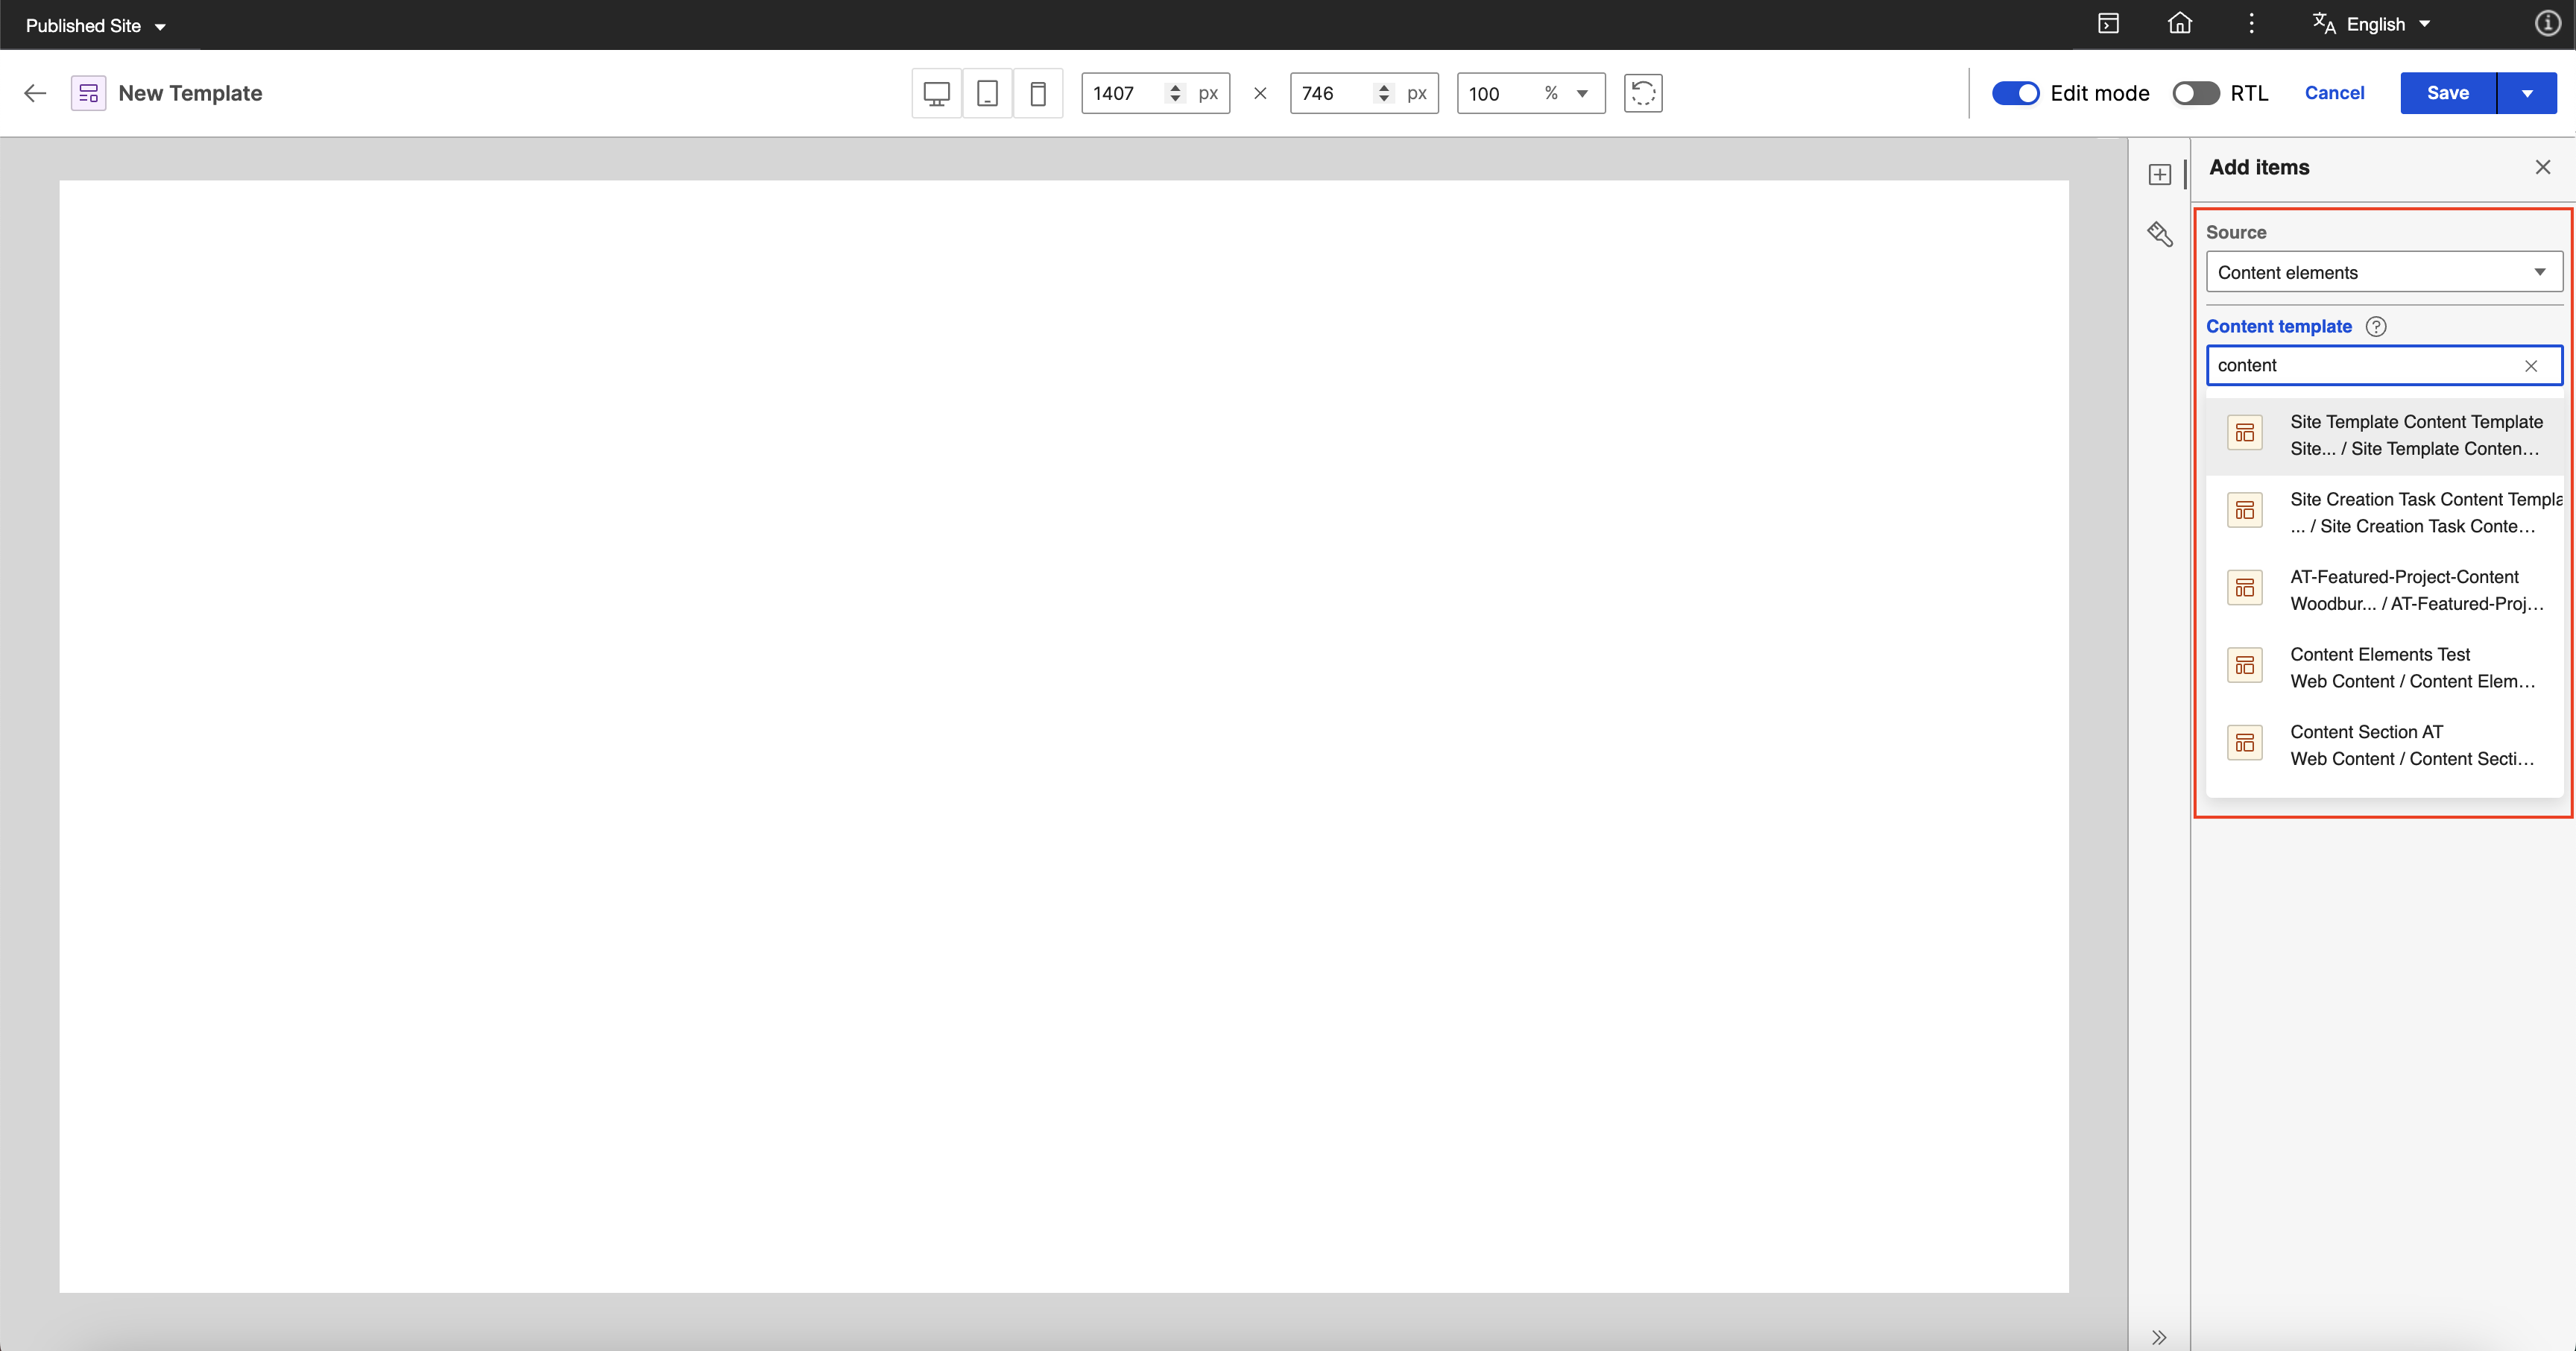 Published Site
English
New Template
1407 px × 746 px 100 %
Edit mode
RTL
Cancel
Save
Add items
Source
Content elements
Content template
content
Site Template Content Template
Site... / Site Template Conten...
Site Creation Task Content Templa
... / Site Creation Task Conte...
AT-Featured-Project-Content
Woodbur... / AT-Featured-Proj...
Content Elements Test
Web Content / Content Elem...
Content Section AT
Web Content / Content Secti...